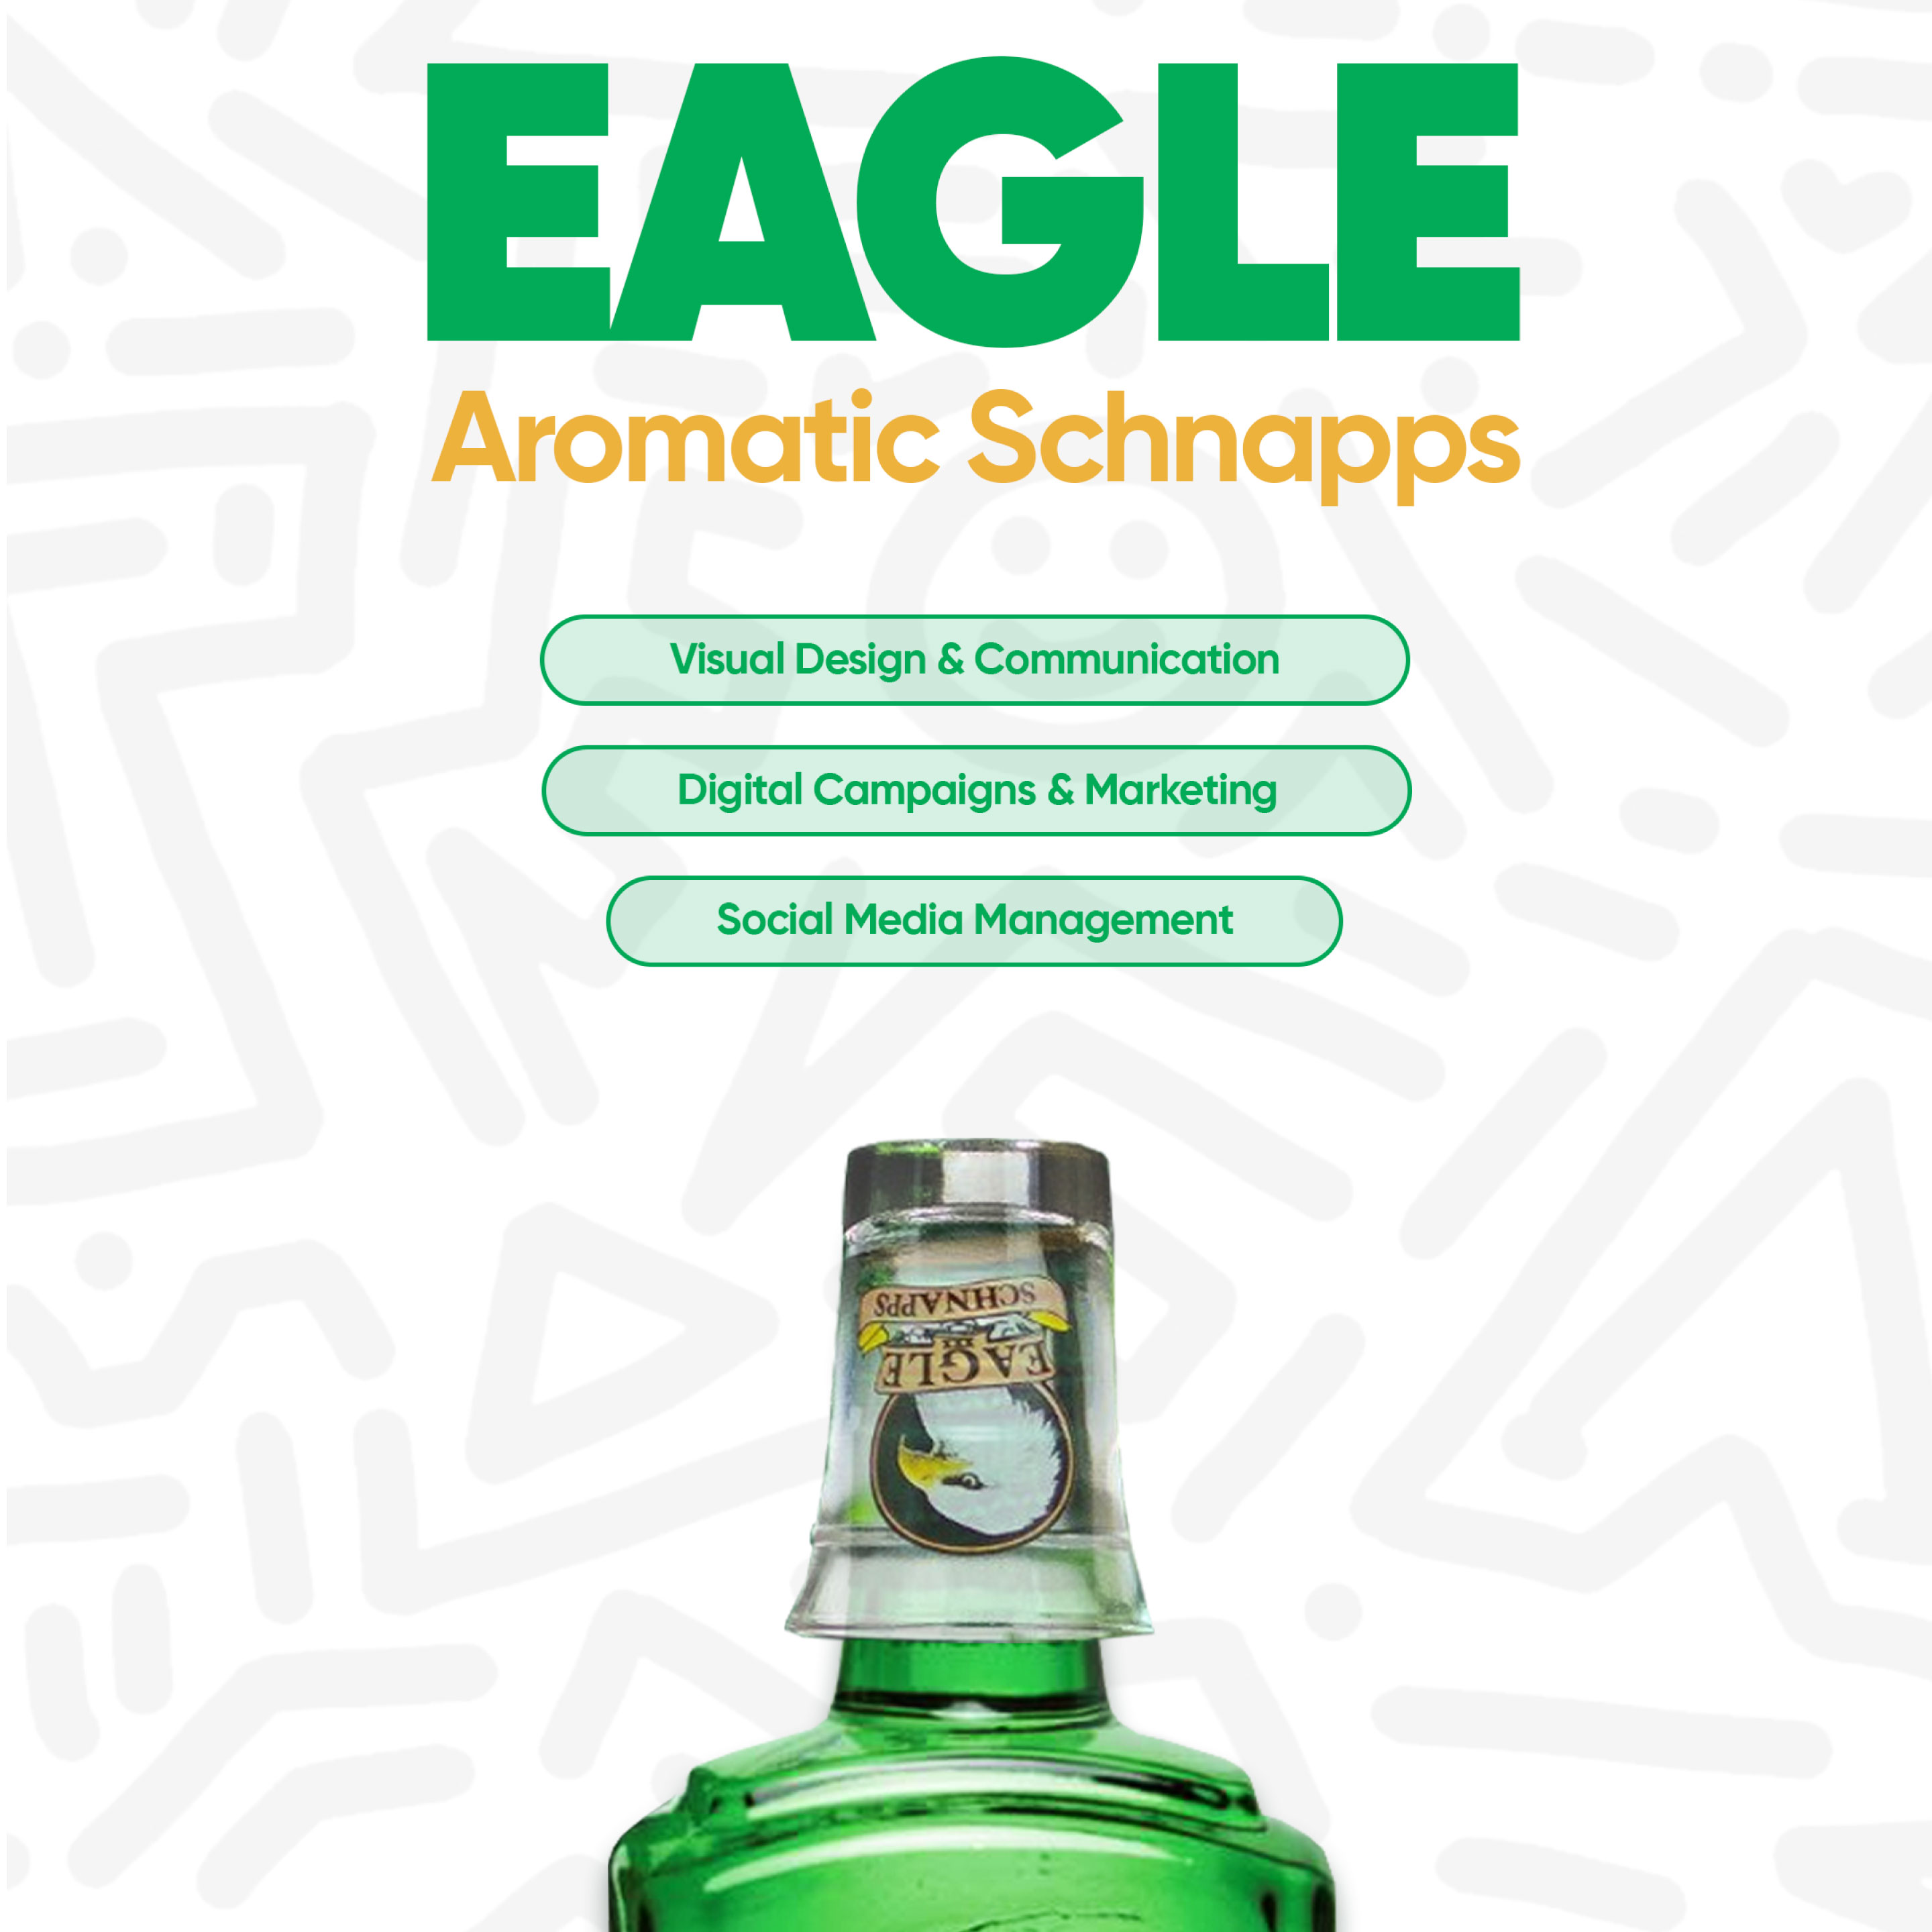 EAGLE
Aromatic Schnapps
Visual Design & Communication
Digital Campaigns & Marketing
Social Media Management
EAGLE
SCHNAPPS